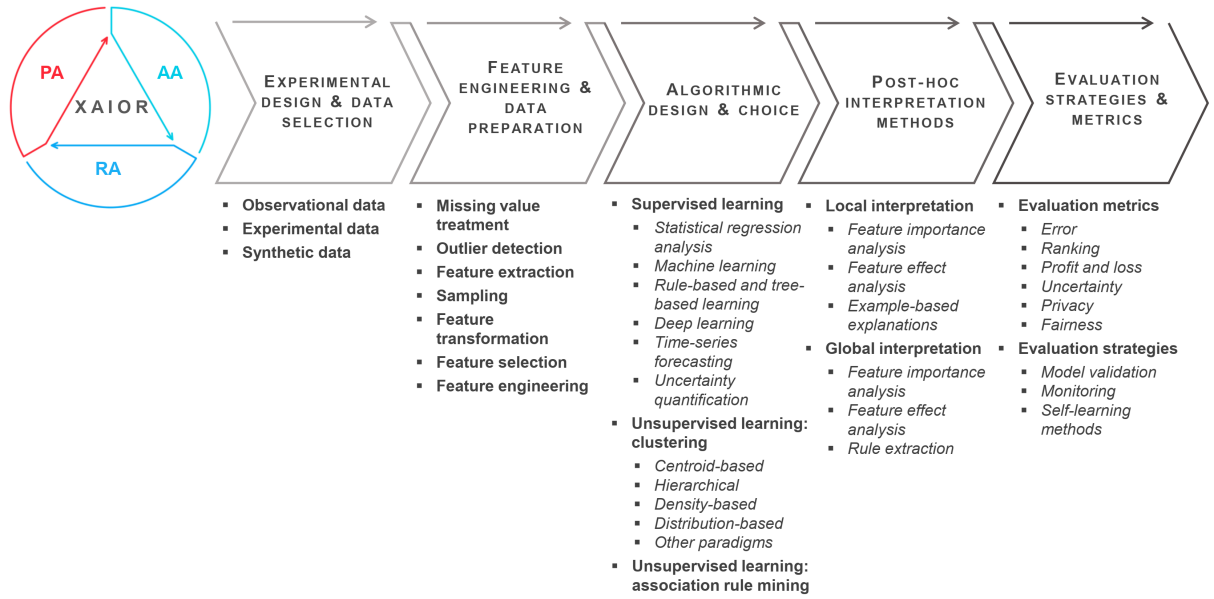 PA
AA
XAIOR
RA
EXPERIMENTAL
DESIGN & DATA
SELECTION
FEATURE
ENGINEERING &
DATA
PREPARATION
ALGORITHMIC
DESIGN & CHOICE
POST-HOC
INTERPRETATION
METHODS
EVALUATION
STRATEGIES &
METRICS
▪ Observational data
▪ Experimental data
▪ Synthetic data
▪ Missing value
treatment
▪ Outlier detection
▪ Feature extraction
▪ Sampling
▪ Feature
transformation
▪ Feature selection
▪ Feature engineering
▪ Supervised learning
▪ Statistical regression
analysis
▪ Machine learning
▪ Rule-based and tree-
based learning
▪ Deep learning
▪ Time-series
forecasting
▪ Uncertainty
quantification
▪ Unsupervised learning:
clustering
▪ Centroid-based
▪ Hierarchical
▪ Density-based
▪ Distribution-based
▪ Other paradigms
▪ Unsupervised learning:
association rule mining
▪ Local interpretation
▪ Feature importance
analysis
▪ Feature effect
analysis
▪ Example-based
explanations
▪ Global interpretation
▪ Feature importance
analysis
▪ Feature effect
analysis
▪ Rule extraction
▪ Evaluation metrics
▪ Error
▪ Ranking
▪ Profit and loss
▪ Uncertainty
▪ Privacy
▪ Fairness
▪ Evaluation strategies
▪ Model validation
▪ Monitoring
▪ Self-learning
methods